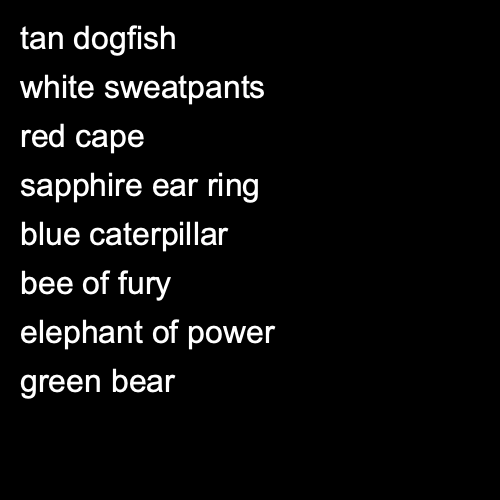 tan dogfish
white sweatpants
red cape
sapphire ear ring
blue caterpillar
bee of fury
elephant of power
green bear